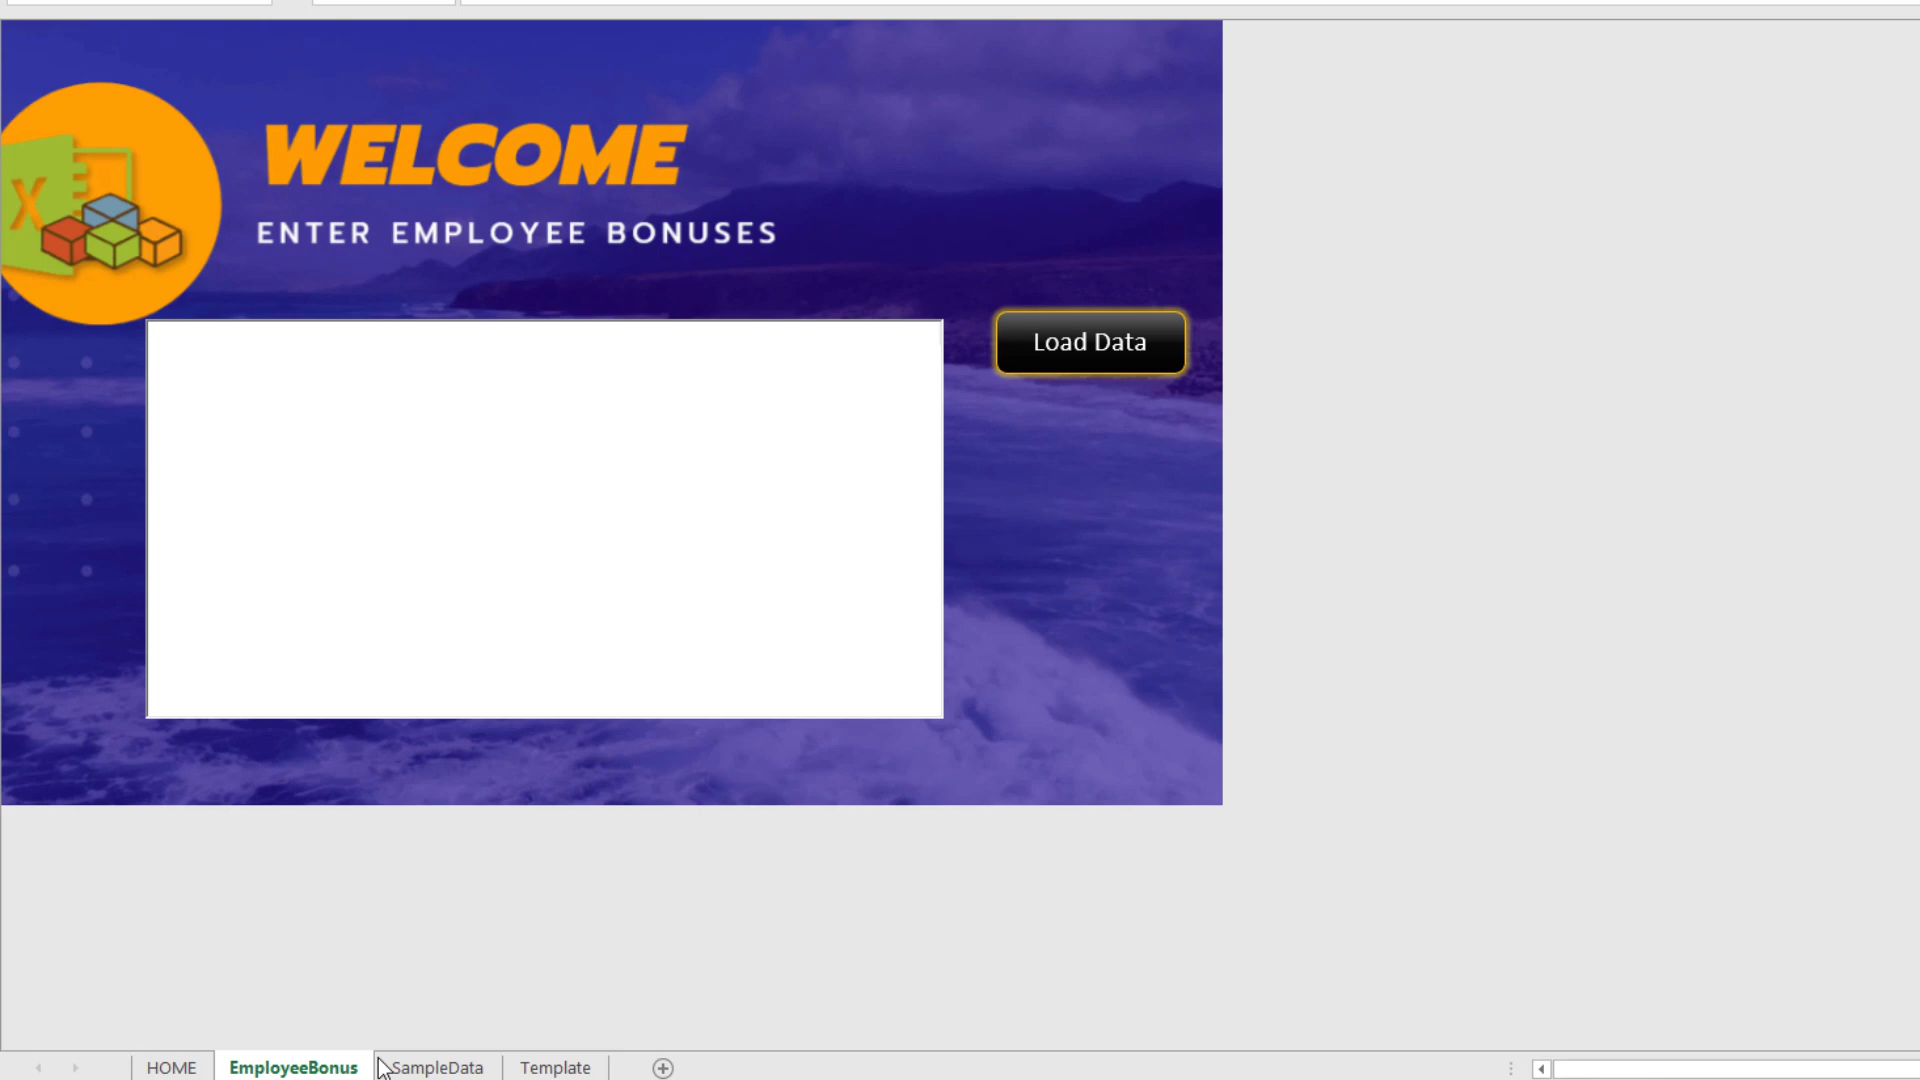 X
WELCOME
ENTER EMPLOYEE BONUSES
Load Data
HOME
EmployeeBonus
SampleData
Template